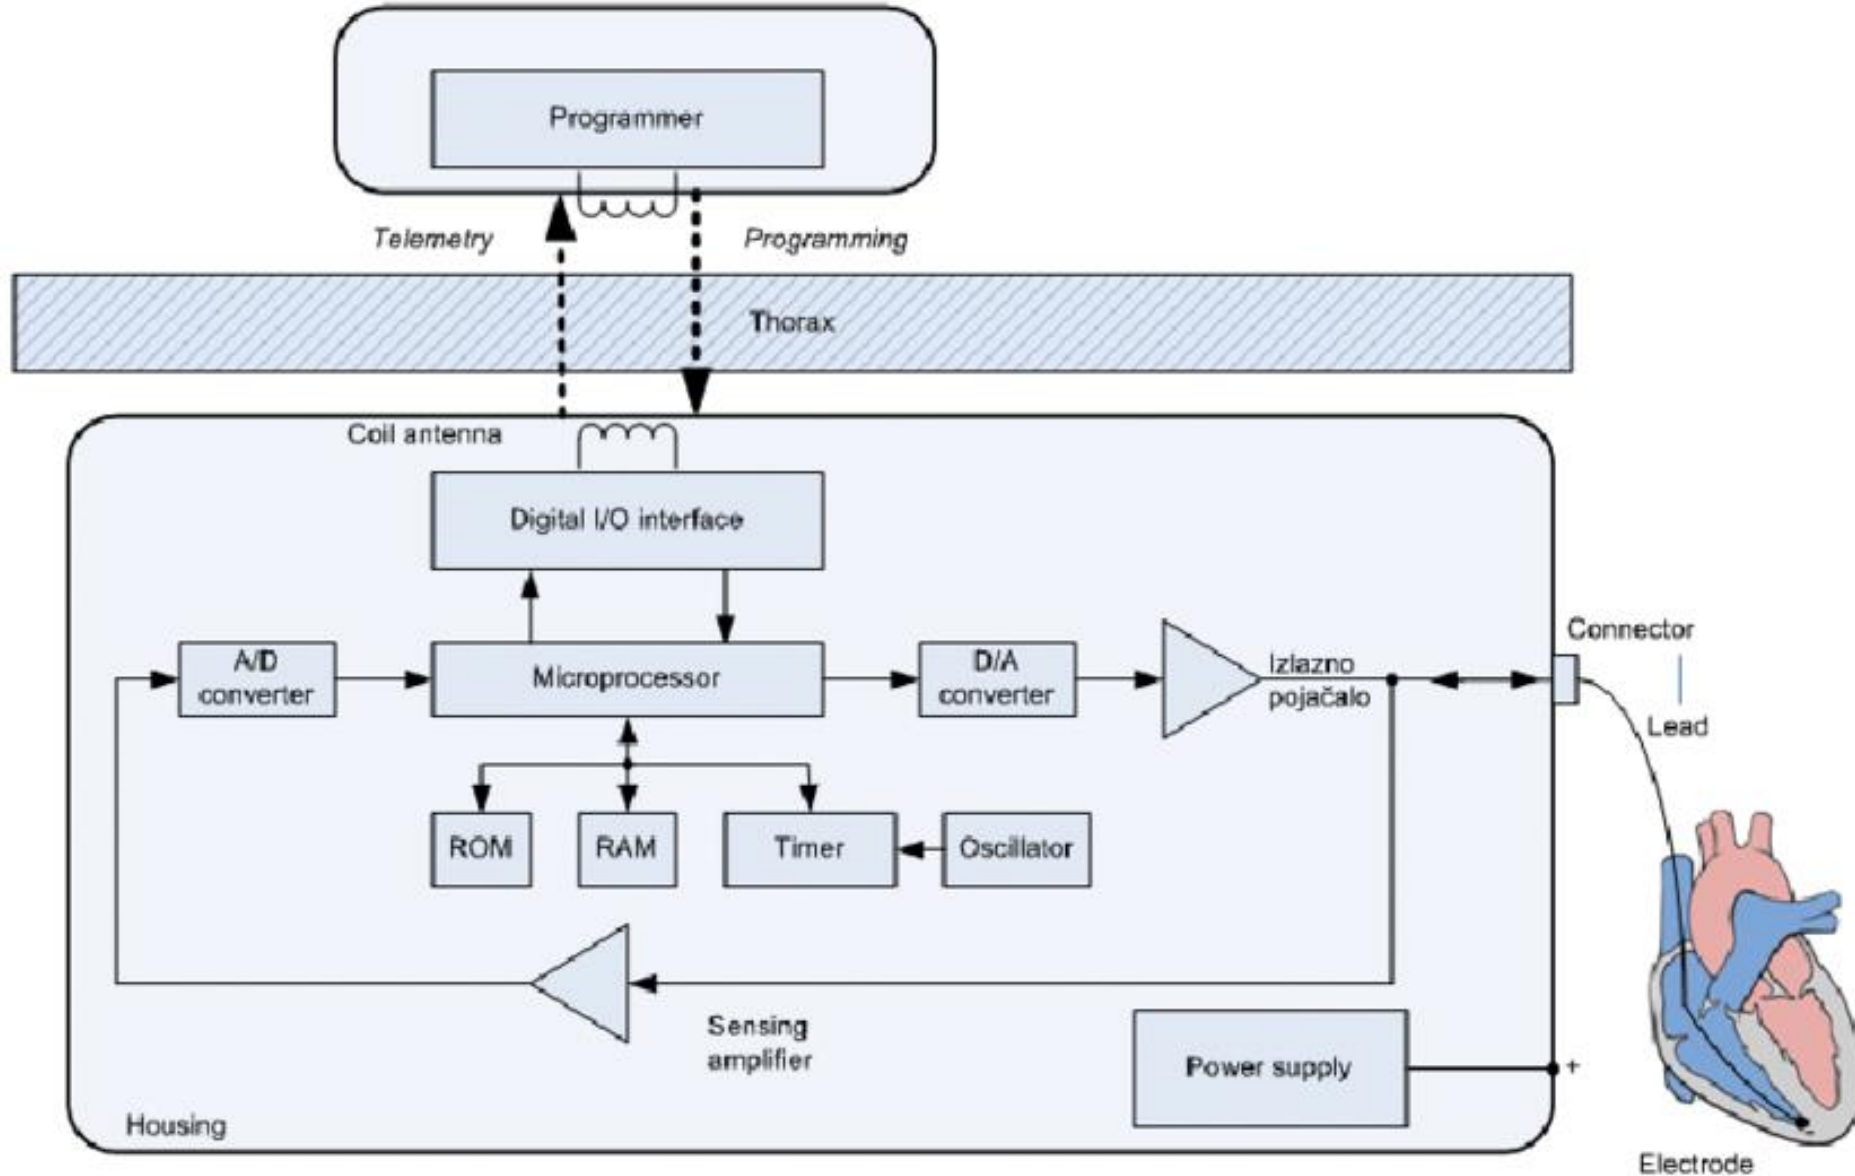 Programmer
Telemetry
Programming
Thorax
Coil antenna
Digital I/O interface
A/D
converter
Microprocessor
D/A
converter
Izlazno
pojačalo
Connector
Lead
ROM
RAM
Timer
Oscillator
Sensing
amplifier
Power supply
+
Housing
Electrode